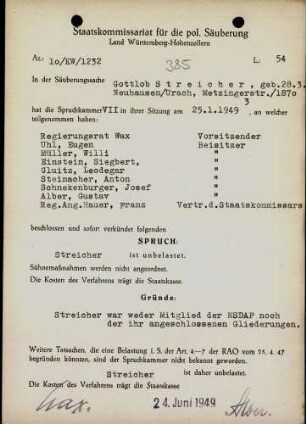 Staatskommissariat für die pol. Säuberung
Land Württemberg-Hohenzollern
Az.: 10/KW/1232
L: 54
385
In der Säuberungssache
Gottlob Streicher, geb.28.3.
Neuhausen/Urach, Metzingerstr./1870
3
hat die Spruchkammer VII in ihrer Sitzung am 25.1.1949 , an welcher
teilgenommen haben:
Regierungsrat Wax Vorsitzender
Uhl, Eugen Beisitzer
Müller, Willi "
Einstein, Siegbert, "
Gluitz, Leodegar "
Steinacher, Anton "
Schnekenburger, Josef "
Alber, Gustav "
Reg.Ang.Hauer, Franz Vertr.d.Staatskommissars
beschlossen und sofort verkündet folgenden
SPRUCH:
Streicher ist unbelastet.
Sühnemaßnahmen werden nicht angeordnet.
Die Kosten des Verfahrens trägt die Staatskasse.
Gründe:
Streicher war weder Mitglied der NSDAP noch
der ihr angeschlossenen Gliederungen.
Weitere Tatsachen, die eine Belastung i. S. der Art. 4-7 der RAO vom 25. 4. 47
begründen könnten, sind der Spruchkammer nicht bekannt geworden.
Streicher ist daher unbelastet.
Die Kosten des Verfahrens trägt die Staatskasse
Wax. 24. Juni 1949 Alber.